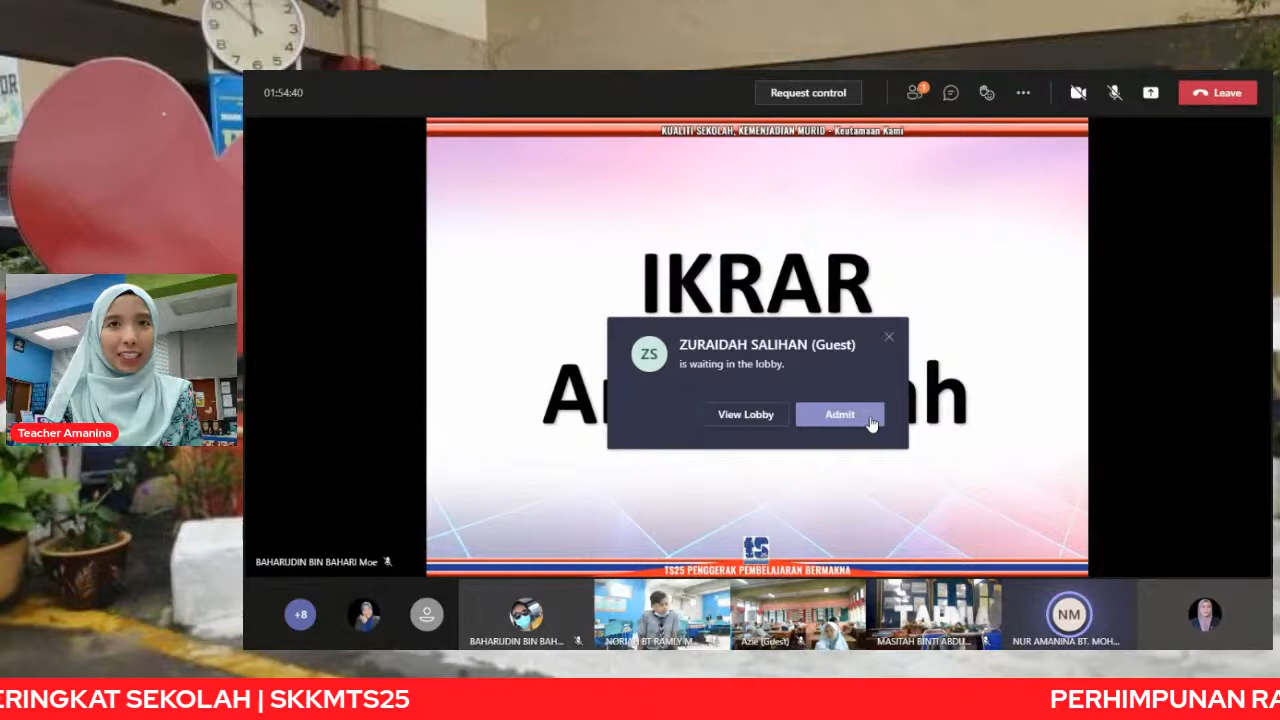 01:54:40
Request control
1
Leave
KUALITI SEKOLAH, KEMENJADIAN MURID - Keutamaan Kami
IKRAR
ZURAIDAH SALIHAN (Guest)
ZS
is waiting in the lobby.
View Lobby
Admit
Teacher Amanina
BAHARUDIN BIN BAHARI Moe
TS25 PENGGERAK PEMBELAJARAN BERMAKNA
+8
NM
BAHARUDIN BIN BAH...
NORIAH BT RAMLY M...
Azie (Guest)
MASITAH BINTI ABDU...
NUR AMANINA BT. MOH...
ERINGKAT SEKOLAH | SKKMTS25
PERHIMPUNAN RA